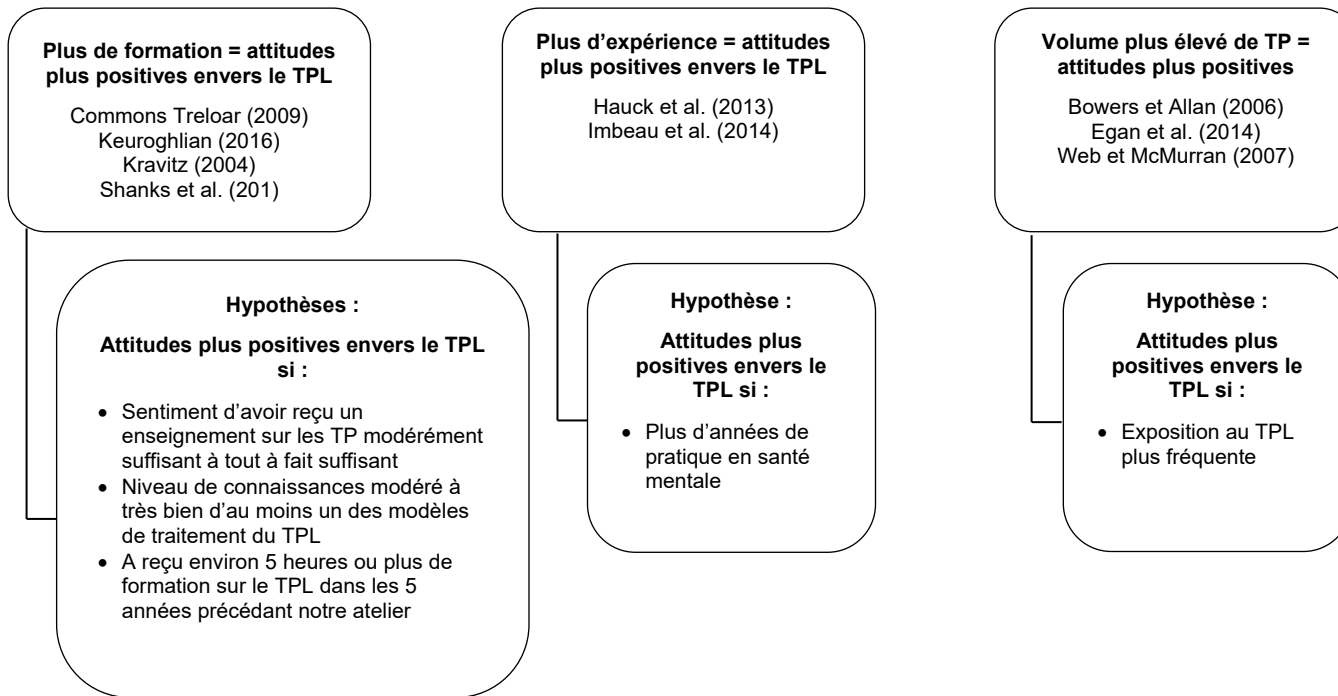 Plus de formation = attitudes
plus positives envers le TPL
Commons Treloar (2009)
Keuroghlian (2016)
Kravitz (2004)
Shanks et al. (201)
Hypothèses :
Attitudes plus positives envers le TPL
si :
• Sentiment d’avoir reçu un
enseignement sur les TP modérément
suffisant à tout à fait suffisant
• Niveau de connaissances modéré à
très bien d’au moins un des modèles
de traitement du TPL
• A reçu environ 5 heures ou plus de
formation sur le TPL dans les 5
années précédant notre atelier
Plus d’expérience = attitudes
plus positives envers le TPL
Hauck et al. (2013)
Imbeau et al. (2014)
Hypothèse :
Attitudes plus
positives envers le
TPL si :
• Plus d’années de
pratique en santé
mentale
Volume plus élevé de TP =
attitudes plus positives
Bowers et Allan (2006)
Egan et al. (2014)
Web et McMurran (2007)
Hypothèse :
Attitudes plus
positives envers le
TPL si :
• Exposition au TPL
plus fréquente